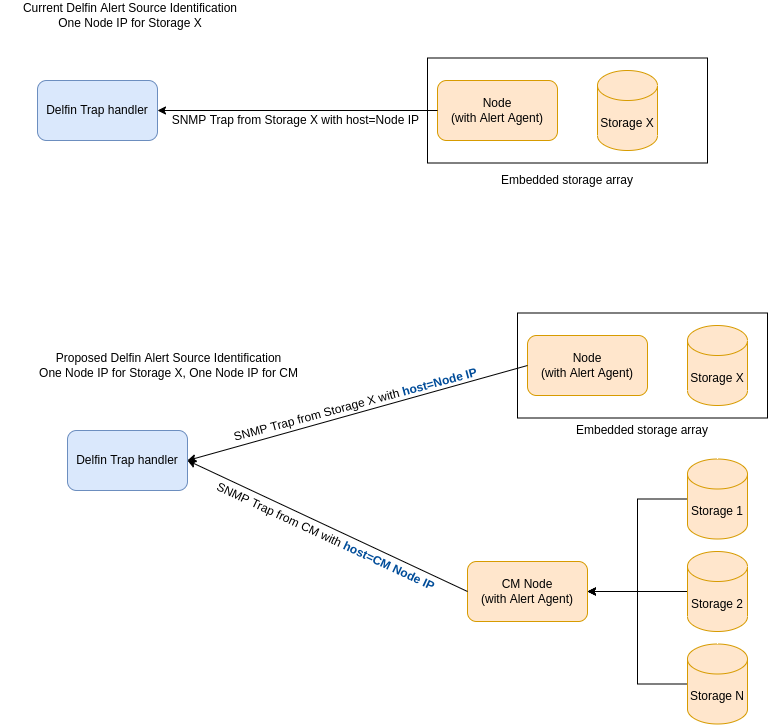 Current Delfin Alert Source Identification
One Node IP for Storage X
Delfin Trap handler
SNMP Trap from Storage X with host=Node IP
Node
(with Alert Agent)
Storage X
Embedded storage array
Proposed Delfin Alert Source Identification
One Node IP for Storage X, One Node IP for CM
Node
(with Alert Agent)
Storage X
Embedded storage array
SNMP Trap from Storage X with host=Node IP
Delfin Trap handler
SNMP Trap from CM with host=CM Node IP
CM Node
(with Alert Agent)
Storage 1
Storage 2
Storage N